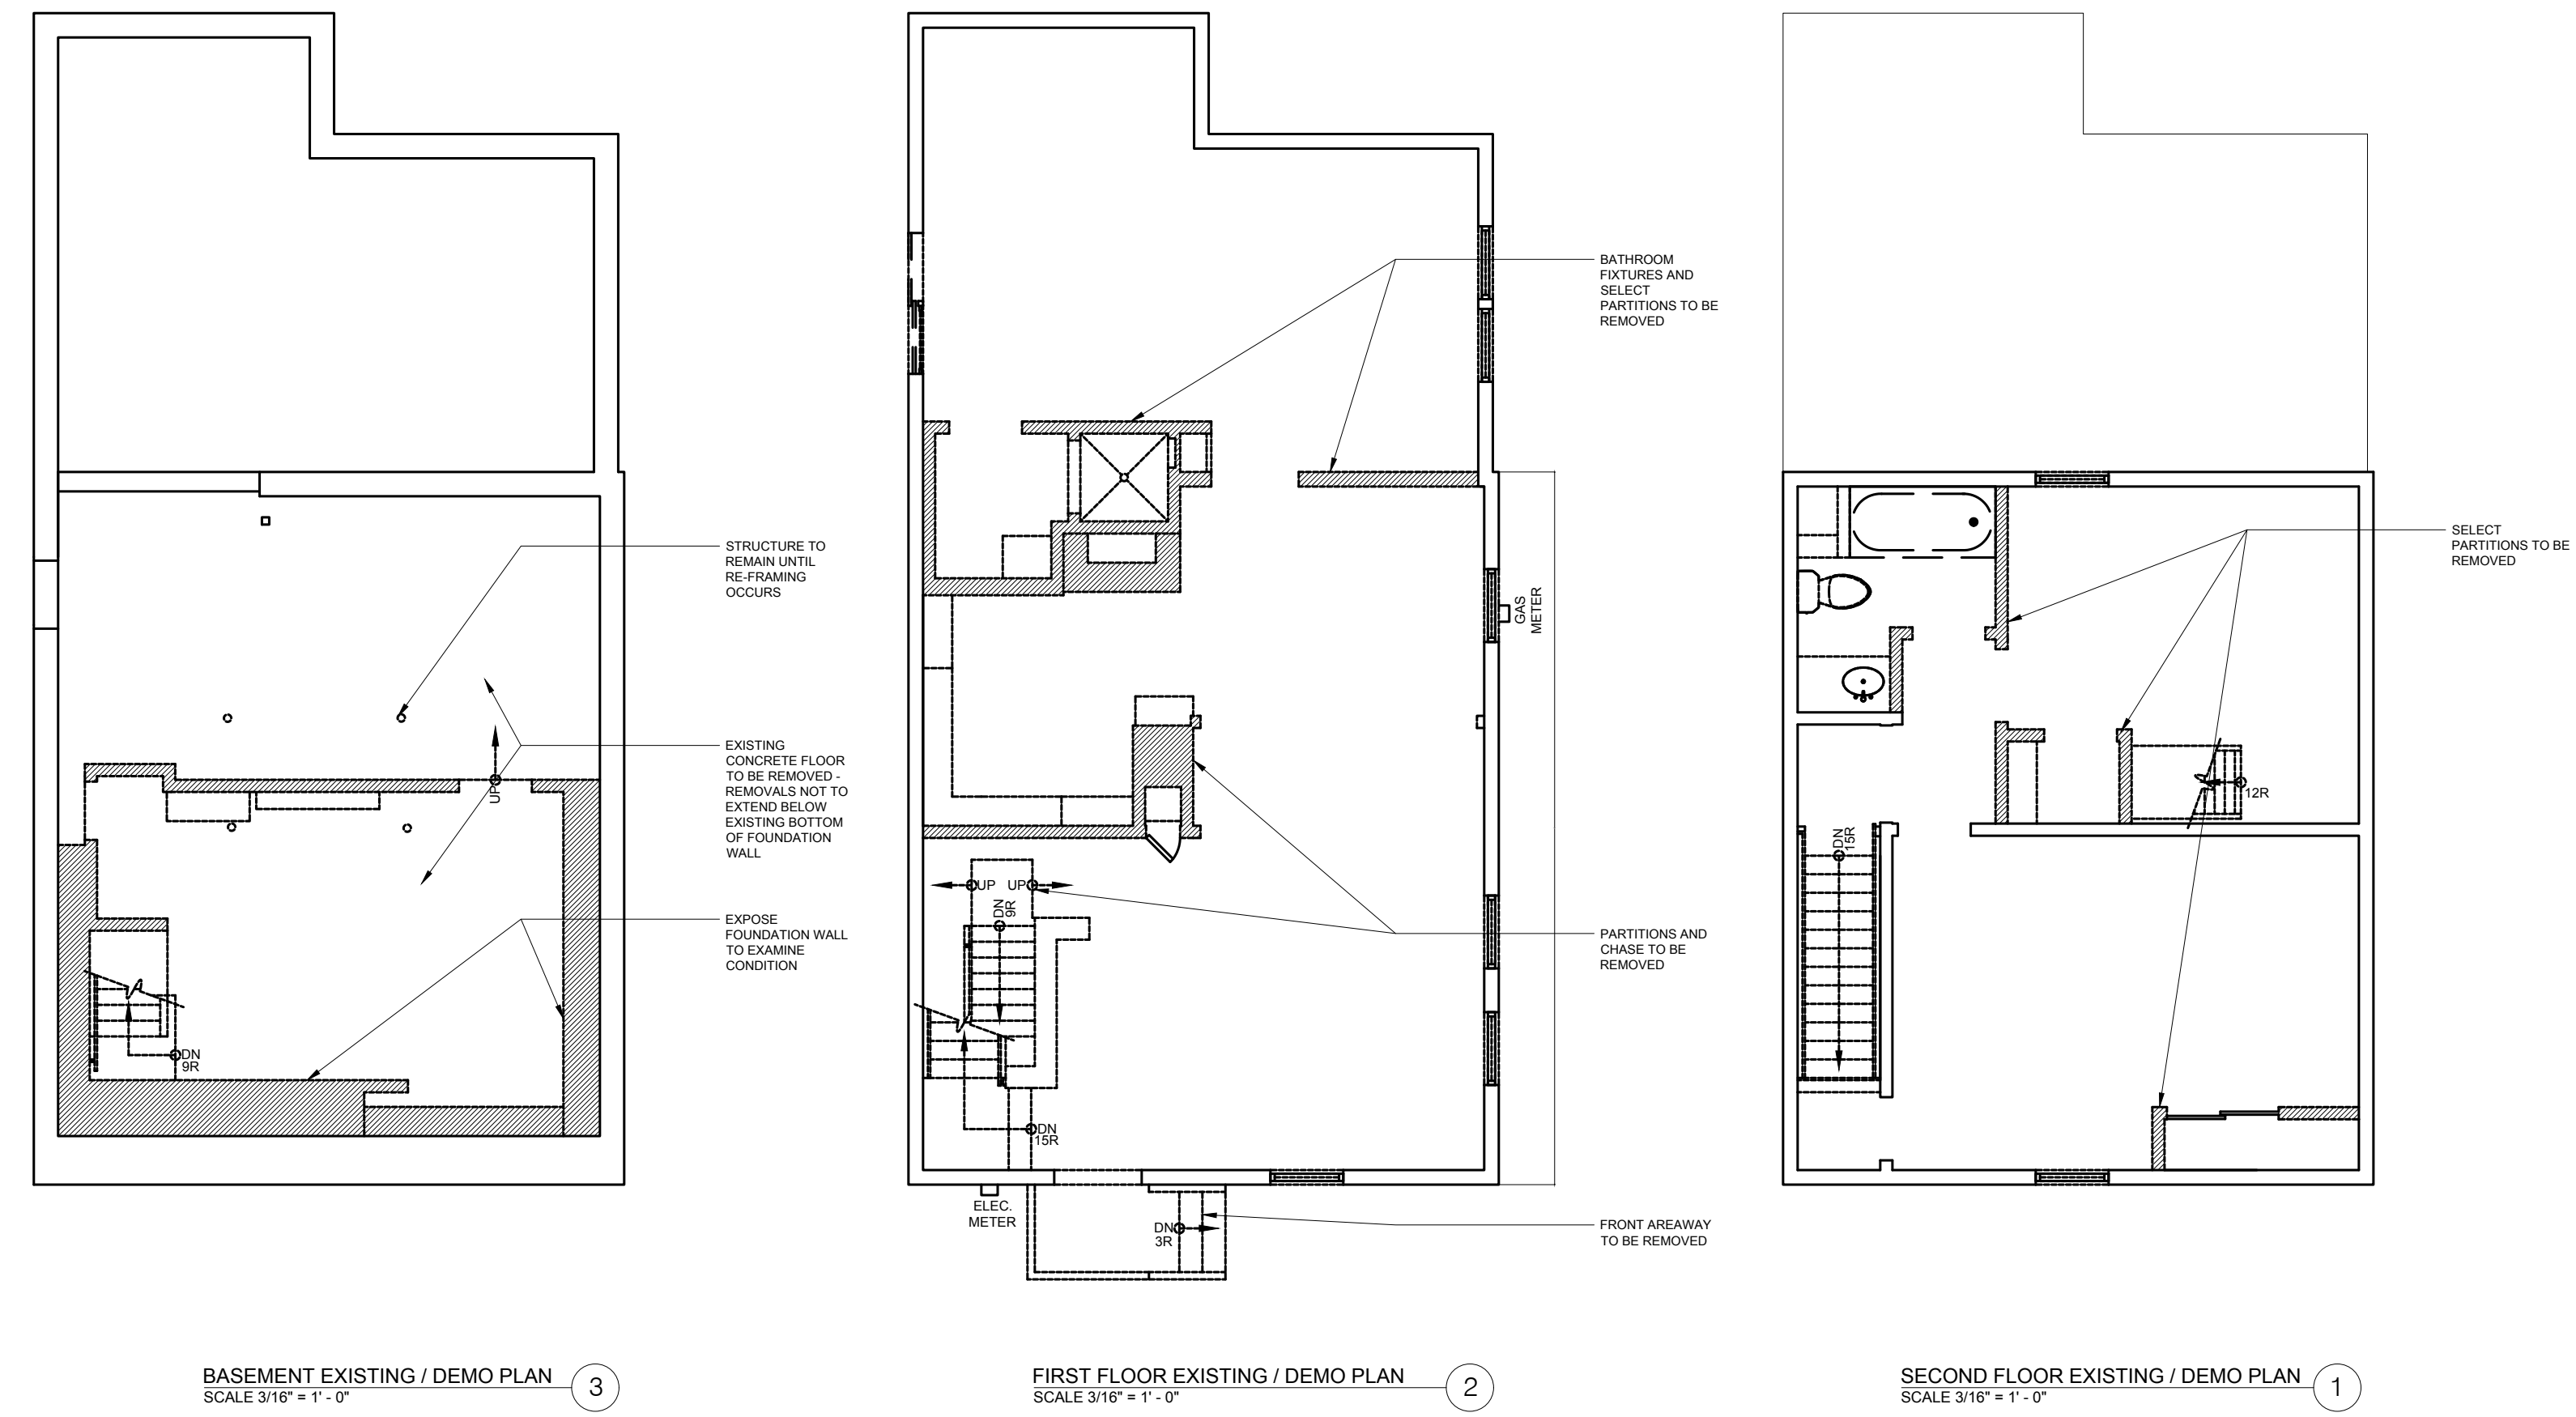 STRUCTURE TO
REMAIN UNTIL
RE-FRAMING
OCCURS
EXISTING
CONCRETE FLOOR
TO BE REMOVED -
REMOVALS NOT TO
EXTEND BELOW
EXISTING BOTTOM
OF FOUNDATION
WALL
UP
EXPOSE
FOUNDATION WALL
TO EXAMINE
CONDITION
DN
9R
BASEMENT EXISTING / DEMO PLAN
SCALE 3/16" = 1' - 0"
3
BATHROOM
FIXTURES AND
SELECT
PARTITIONS TO BE
REMOVED
GAS
METER
UP
UP
DN
9R
PARTITIONS AND
CHASE TO BE
REMOVED
DN
15R
ELEC.
METER
DN
3R
FRONT AREAWAY
TO BE REMOVED
FIRST FLOOR EXISTING / DEMO PLAN
SCALE 3/16" = 1' - 0"
2
SELECT
PARTITIONS TO BE
REMOVED
12R
DN
15R
SECOND FLOOR EXISTING / DEMO PLAN
SCALE 3/16" = 1' - 0"
1